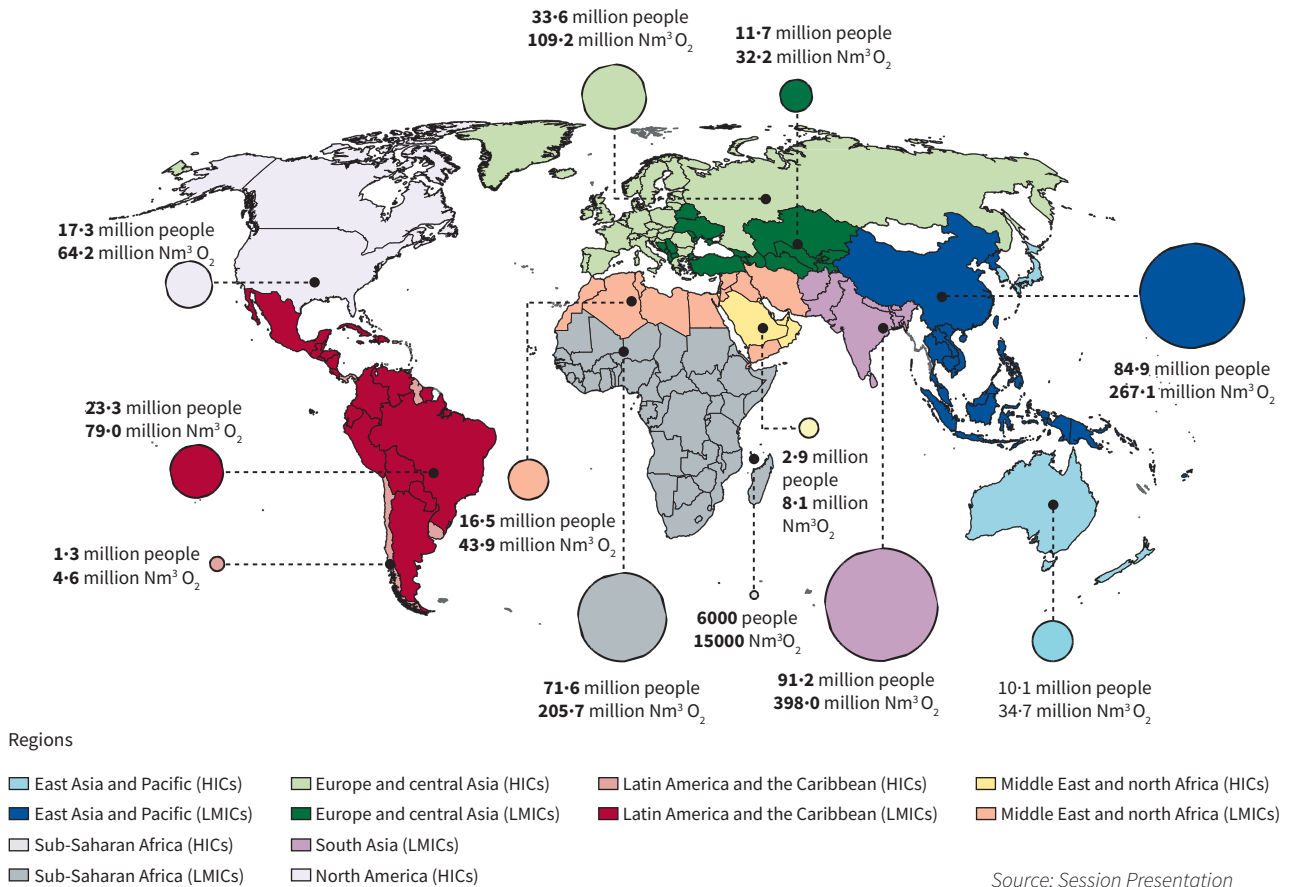 33·6 million people
109·2 million Nm³ O₂
11·7 million people
32·2 million Nm³ O₂
17·3 million people
64·2 million Nm³ O₂
84·9 million people
267·1 million Nm³ O₂
23·3 million people
79·0 million Nm³ O₂
2·9 million
people
8·1 million
Nm³O₂
16·5 million people
43·9 million Nm³ O₂
1·3 million people
4·6 million Nm³ O₂
6000 people
15000 Nm³O₂
71·6 million people
205·7 million Nm³ O₂
91·2 million people
398·0 million Nm³ O₂
10·1 million people
34·7 million Nm³ O₂
Regions
East Asia and Pacific (HICs)
East Asia and Pacific (LMICs)
Sub-Saharan Africa (HICs)
Sub-Saharan Africa (LMICs)
Europe and central Asia (HICs)
Europe and central Asia (LMICs)
South Asia (LMICs)
North America (HICs)
Latin America and the Caribbean (HICs)
Latin America and the Caribbean (LMICs)
Middle East and north Africa (HICs)
Middle East and north Africa (LMICs)
Source: Session Presentation